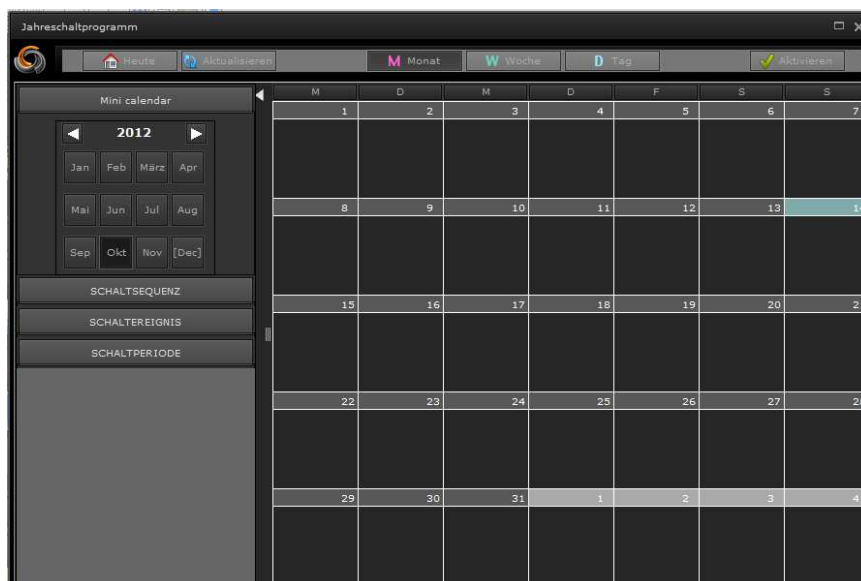 Jahreschaltprogramm
Heute Aktualisieren M Monat W Woche D Tag Aktivieren
Mini calendar
2012
Jan Feb März Apr
Mai Jun Jul Aug
Sep Okt Nov [Dec]
SCHALTSEQUENZ
SCHALTEREIGNIS
SCHALTPERIODE
M D M D F S S
1 2 3 4 5 6 7
8 9 10 11 12 13 14
15 16 17 18 19 20
22 23 24 25 26 27 28
29 30 31 1 2 3 4